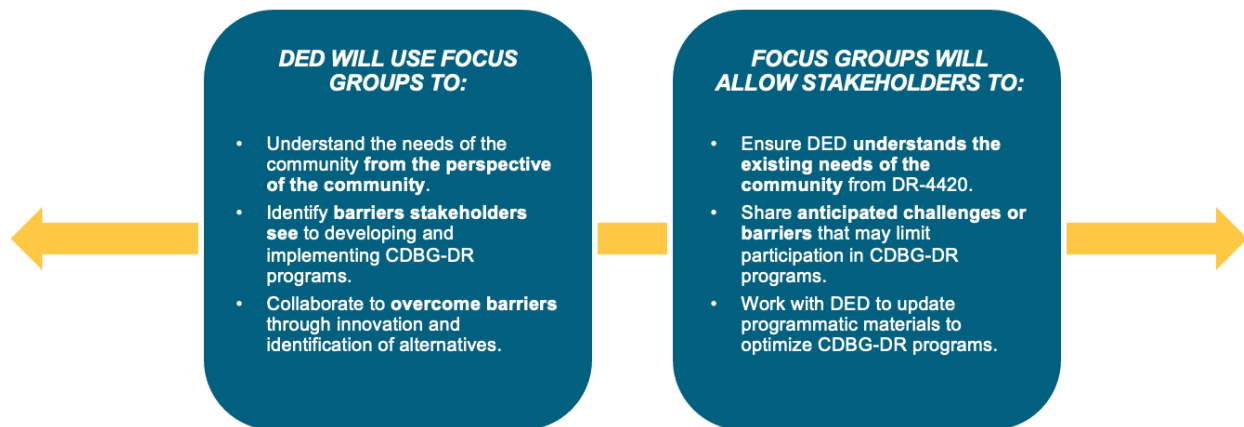 DED WILL USE FOCUS
GROUPS TO:
• Understand the needs of the
community from the perspective
of the community.
• Identify barriers stakeholders
see to developing and
implementing CDBG-DR
programs.
• Collaborate to overcome barriers
through innovation and
identification of alternatives.
FOCUS GROUPS WILL
ALLOW STAKEHOLDERS TO:
• Ensure DED understands the
existing needs of the
community from DR-4420.
• Share anticipated challenges or
barriers that may limit
participation in CDBG-DR
programs.
• Work with DED to update
programmatic materials to
optimize CDBG-DR programs.